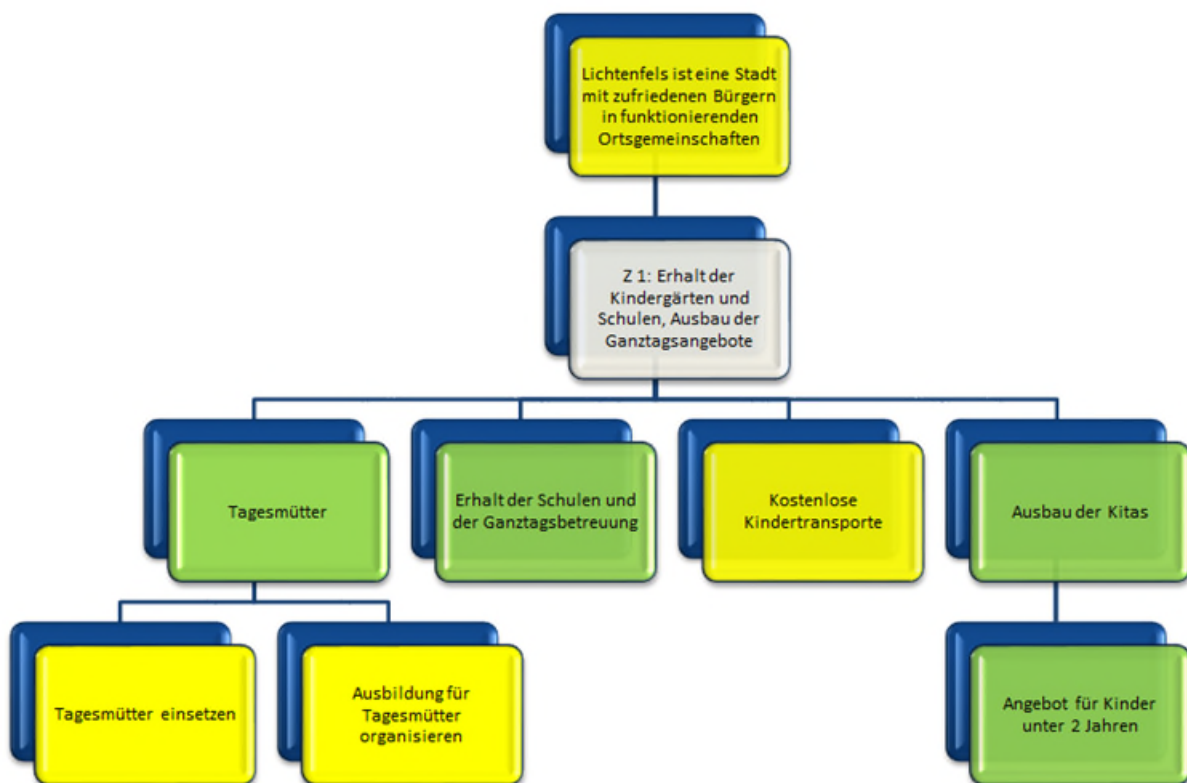 Lichtenfels ist eine Stadt
mit zufriedenen Bürgern
in funktionierenden
Ortsgemeinschaften
Z 1: Erhalt der
Kindergärten und
Schulen, Ausbau der
Ganztagsangebote
Tagesmütter
Erhalt der Schulen und
der Ganztagsbetreuung
Kostenlose
Kindertransporte
Ausbau der Kitas
Tagesmütter einsetzen
Ausbildung für
Tagesmütter
organisieren
Angebot für Kinder
unter 2 Jahren